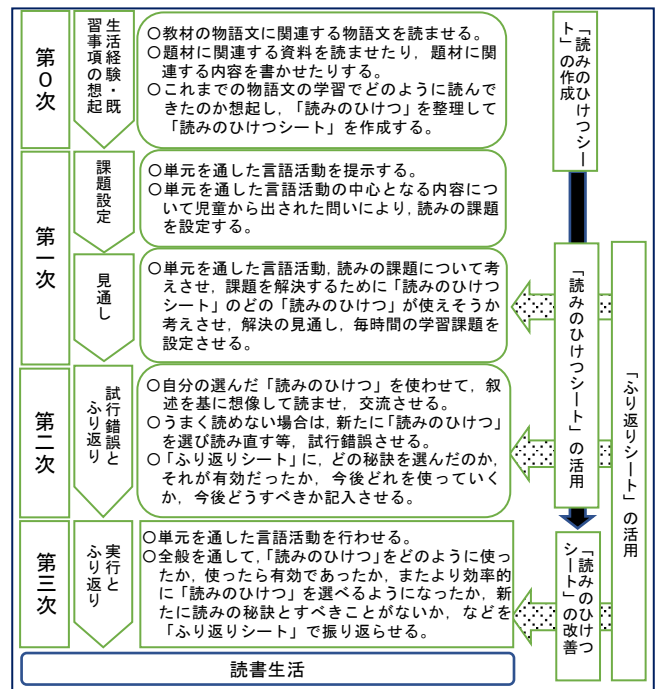 第０次
生活経験・既
習事項の想起
○教材の物語文に関連する物語文を読ませる。
○題材に関連する資料を読ませたり，題材に関
連する内容を書かせたりする。
○これまでの物語文の学習でどのように読んで
きたのか想起し，「読みのひけつ」を整理して
「読みのひけつシート」を作成する。
「読みのひけつシー
ト」の作成
第一次
課題設定
○単元を通した言語活動を提示する。
○単元を通した言語活動の中心となる内容につ
いて児童から出された問いにより，読みの課題
を設定する。
見通し
○単元を通した言語活動，読みの課題について考
えさせ，課題を解決するために「読みのひけつ
シート」のどの「読みのひけつ」が使えそうか
考えさせ，解決の見通し，毎時間の学習課題を
設定させる。
「読みのひけつシート」の活用
「ふり返りシート」の活用
第二次
試行錯誤と
ふり返り
○自分の選んだ「読みのひけつ」を使わせて，叙
述を基に想像して読ませ，交流させる。
○うまく読めない場合は，新たに「読みのひけつ」
を選び読み直す等，試行錯誤させる。
○「ふり返りシート」に，どの秘訣を選んだのか，
それが有効だったか，今後どれを使っていく
か，今後どうすべきか記入させる。
第三次
実行と
ふり返り
○単元を通した言語活動を行わせる。
○全般を通して，「読みのひけつ」をどのように使っ
たか，使ったら有効であったか，またより効率的
に「読みのひけつ」を選べるようになったか，新
たに読みの秘訣とすべきことがないか，などを
「ふり返りシート」で振り返らせる。
「読みのひけつ
シート」の改善
読書生活